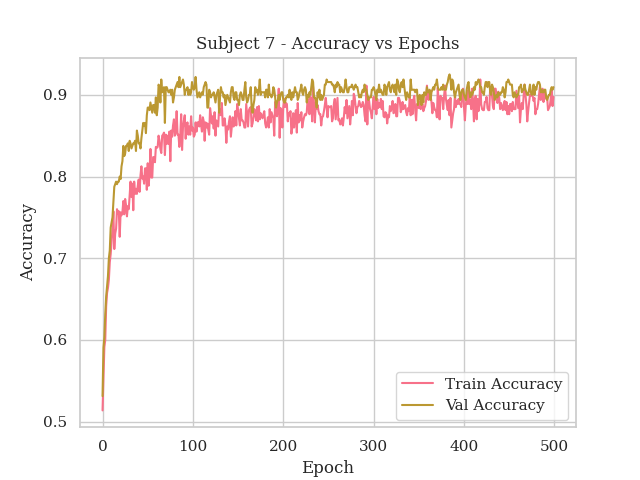 Subject 7 - Accuracy vs Epochs
Accuracy
0.9
0.8
0.7
0.6
0.5
0 100 200 300 400 500
Epoch
Train Accuracy
Val Accuracy